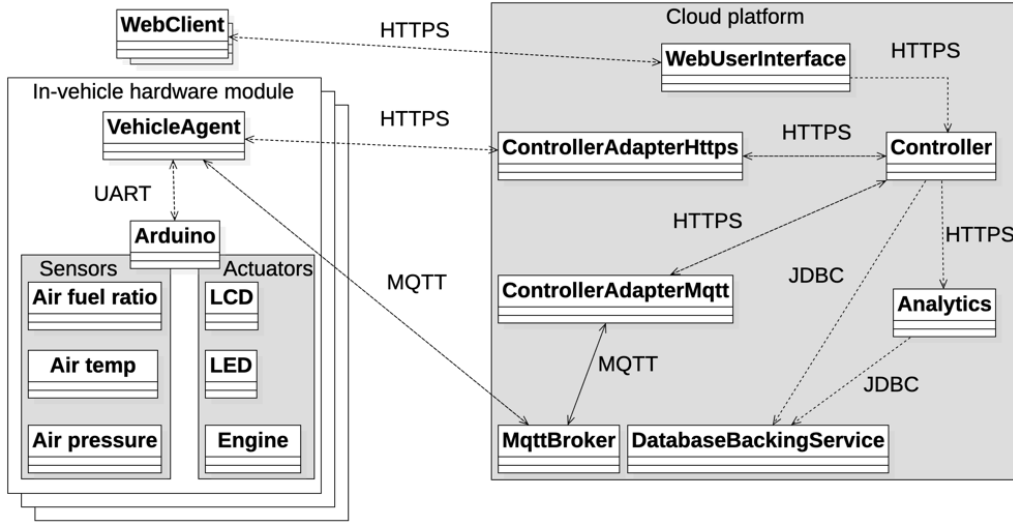 WebClient
HTTPS
Cloud platform
WebUserInterface
HTTPS
In-vehicle hardware module
VehicleAgent
HTTPS
ControllerAdapterHttps
HTTPS
Controller
UART
Arduino
HTTPS
HTTPS
Sensors
Actuators
MQTT
JDBC
Air fuel ratio
LCD
ControllerAdapterMqtt
Analytics
Air temp
LED
MQTT
JDBC
Air pressure
Engine
MqttBroker
DatabaseBackingService